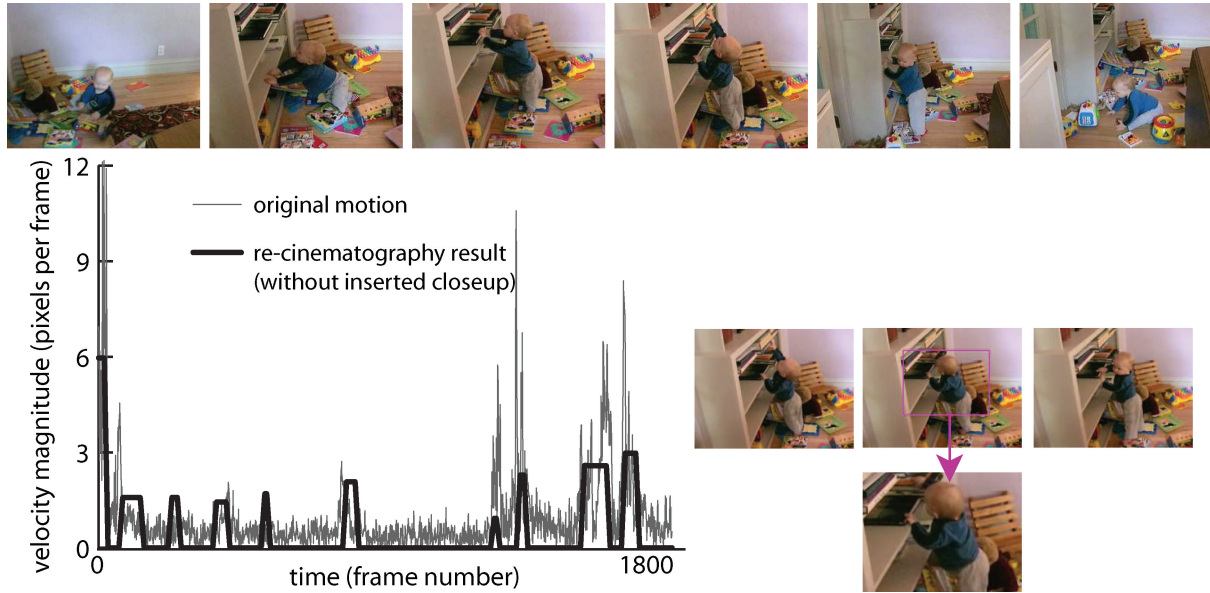 12
9
6
3
0
velocity magnitude (pixels per frame)
original motion
re-cinematography result
(without inserted closeup)
0
1800
time (frame number)